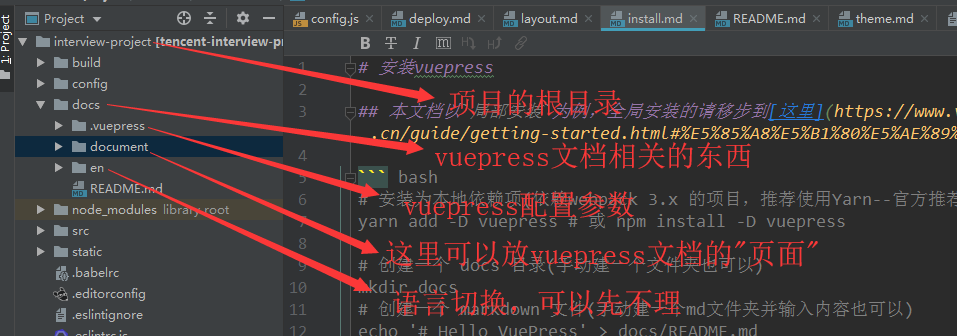 Project
config.js
deploy.md
layout.md
install.md
README.md
theme.md
1: Project
interview-project [tencent-interview-pr
build
config
docs
.vuepress
document
en
README.md
node_modules library root
src
static
.babelrc
.editorconfig
.eslintignore
.eslintrc.js
B T I m H H
1 # 安装vuepress
2
3 ## 本文档以"局部安装"为例，全局安装的请移步到[这里](https://www.v
.cn/guide/getting-started.html#%E5%85%A8%E5%B1%80%E5%AE%89%
4
5 ``` bash
6 # 安装为本地依赖项 依赖webpack 3.x 的项目，推荐使用Yarn--官方推荐
7 yarn add -D vuepress # 或 npm install -D vuepress
8
9 # 创建一个 docs 目录(手动建一个文件夹也可以)
10 mkdir docs
11 # 创建一个 markdown 文件(手动建一个md文件夹并输入内容也可以)
12 echo '# Hello VuePress' > docs/README.md
项目的根目录
vuepress文档相关的东西
vuepress配置参数
这里可以放vuepress文档的"页面"
语言切换，可以先不理